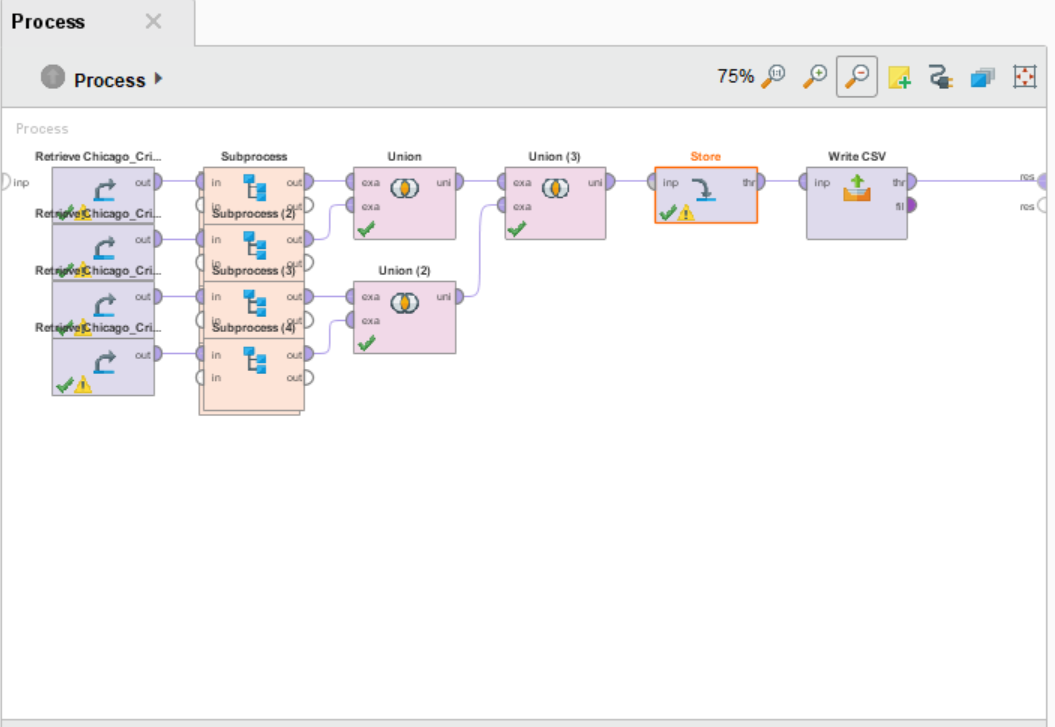 Process
Process
75%
Process
Retrieve Chicago_Cri... Subprocess Union Union (3) Store Write CSV
inp out in out exa uni exa uni inp thr inp thr res
in out exa exa fil res
Retrieve Chicago_Cri... Subprocess (2)
out in out
in out
Retrieve Chicago_Cri... Subprocess (3) Union (2)
out in out exa uni
in out exa
Retrieve Chicago_Cri... Subprocess (4)
out in out
in out